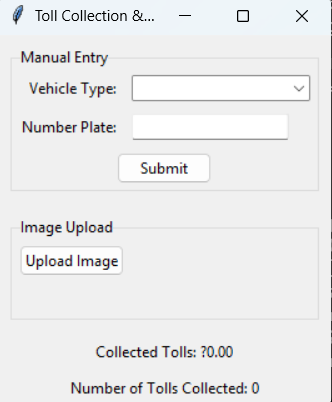 Toll Collection &...
Manual Entry
Vehicle Type:
Number Plate:
Submit
Image Upload
Upload Image
Collected Tolls: ?0.00
Number of Tolls Collected: 0